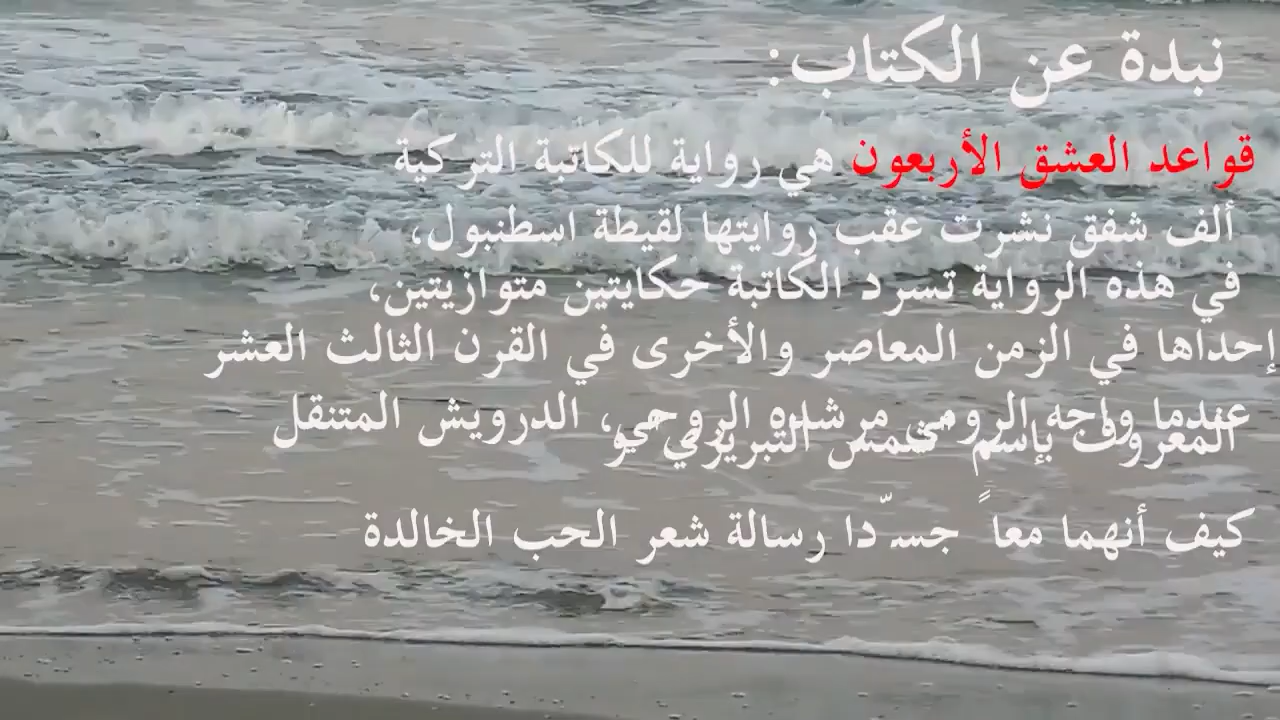 نبدة عن الكتاب:
قواعد العشق الأربعون هي رواية للكاتبة التركية
ألف شفق نشرت عقب روايتها لقيطة اسطنبول،
في هذه الرواية تسرد الكاتبة حكايتين متوازيتين،
إحداها في الزمن المعاصر والأخرى في القرن الثالث العشر
عندما واجه الرومي مرشده الروحي، الدرويش المتنقل
المعروف بإسم شمس التبريزي و
كيف أنهما معا ً جسـّدا رسالة شعر الحب الخالدة